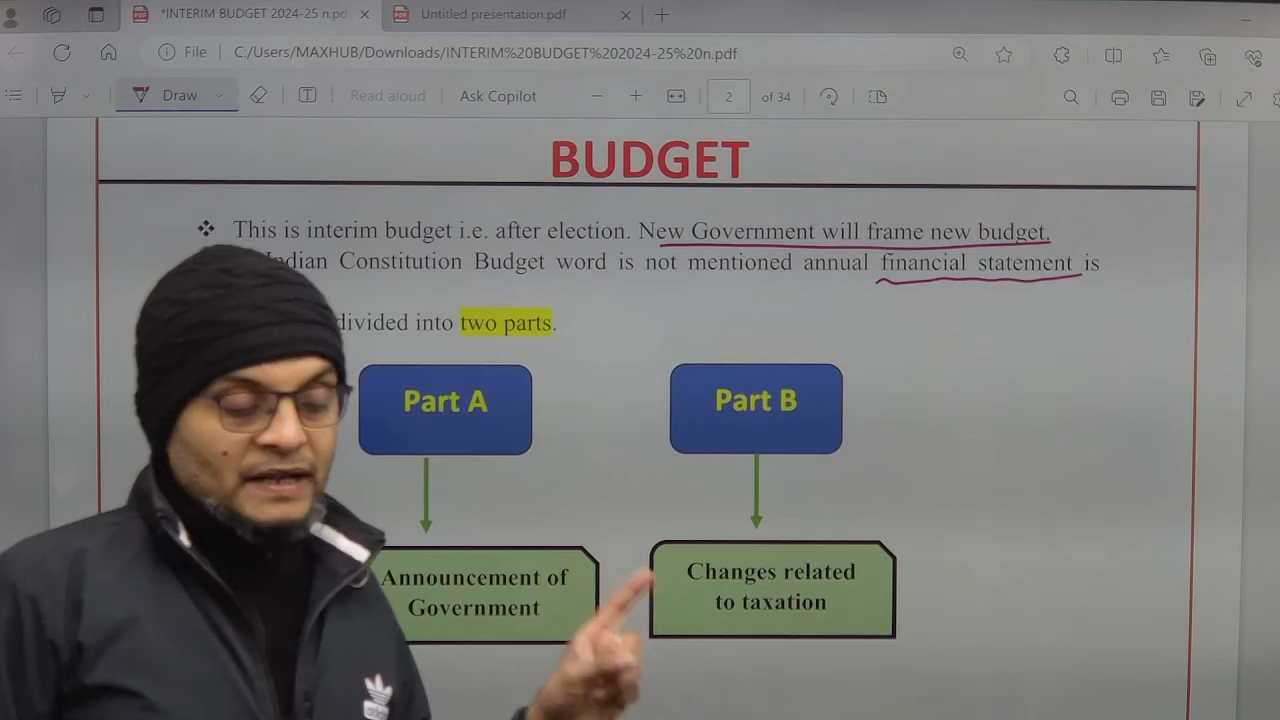 *INTERIM BUDGET 2024-25 n.pd
Untitled presentation.pdf
File
C:/Users/MAXHUB/Downloads/INTERIM%20BUDGET%202024-25%20n.pdf
Draw
Read aloud
Ask Copilot
2
of 34
BUDGET
This is interim budget i.e. after election. New Government will frame new budget.
Indian Constitution Budget word is not mentioned annual financial statement is
divided into two parts.
Part A
Part B
Announcement of
Government
Changes related
to taxation